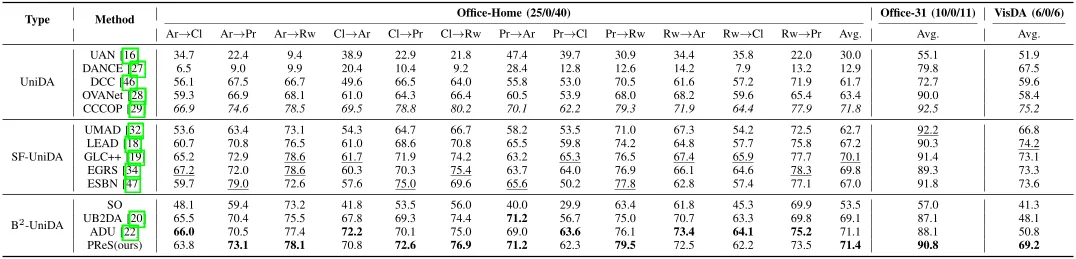 Type Method Office-Home (25/0/40) Office-31 (10/0/11) VisDA (6/0/6)
Ar→Cl Ar→Pr Ar→Rw Cl→Ar Cl→Pr Cl→Rw Pr→Ar Pr→Cl Pr→Rw Rw→Ar Rw→Cl Rw→Pr Avg. Avg. Avg.
UniDA
UAN [16] 34.7 22.4 9.4 38.9 22.9 21.8 47.4 39.7 30.9 34.4 35.8 22.0 30.0 55.1 51.9
DANCE [27] 6.5 9.0 9.9 20.4 10.4 9.2 28.4 12.8 12.6 14.2 7.9 13.2 12.9 79.8 67.5
DCC [46] 56.1 67.5 66.7 49.6 66.5 64.0 55.8 53.0 70.5 61.6 57.2 71.9 61.7 72.7 59.6
OVANet [28] 59.3 66.9 68.1 61.0 64.3 66.4 60.5 53.9 68.0 68.2 59.6 65.4 63.4 90.0 58.4
CCCOP [29] 66.9 74.6 78.5 69.5 78.8 80.2 70.1 62.2 79.3 71.9 64.4 77.9 71.8 92.5 75.2
SF-UniDA
UMAD [32] 53.6 63.4 73.1 54.3 64.7 66.7 58.2 53.5 71.0 67.3 54.2 72.5 62.7 92.2 66.8
LEAD [18] 60.7 70.8 76.5 61.0 68.6 70.8 65.5 59.8 74.2 64.8 57.7 75.8 67.2 90.3 74.2
GLC++ [19] 65.2 72.9 78.6 61.7 71.9 74.2 63.2 65.3 76.5 67.4 65.9 77.7 70.1 91.4 73.1
EGRS [34] 67.2 72.0 78.6 60.3 70.3 75.4 63.7 64.0 76.9 66.1 64.6 78.3 69.8 89.3 73.3
ESBN [47] 59.7 79.0 72.6 57.6 75.0 69.6 65.6 50.2 77.8 62.8 57.4 77.1 67.0 91.8 73.6
B²-UniDA
SO 48.1 59.4 73.2 41.8 53.5 56.0 40.0 29.9 63.4 61.8 45.3 69.9 53.5 57.0 41.3
UB2DA [20] 65.5 70.4 75.5 67.8 69.3 74.4 71.2 56.7 75.0 70.7 63.3 69.8 69.1 87.1 48.1
ADU [22] 66.0 70.5 77.4 72.2 70.1 75.0 69.0 63.6 76.1 73.4 64.1 75.2 71.1 88.1 50.8
PReS(ours) 63.8 73.1 78.1 70.8 72.6 76.9 71.2 62.3 79.5 72.5 62.2 73.5 71.4 90.8 69.2